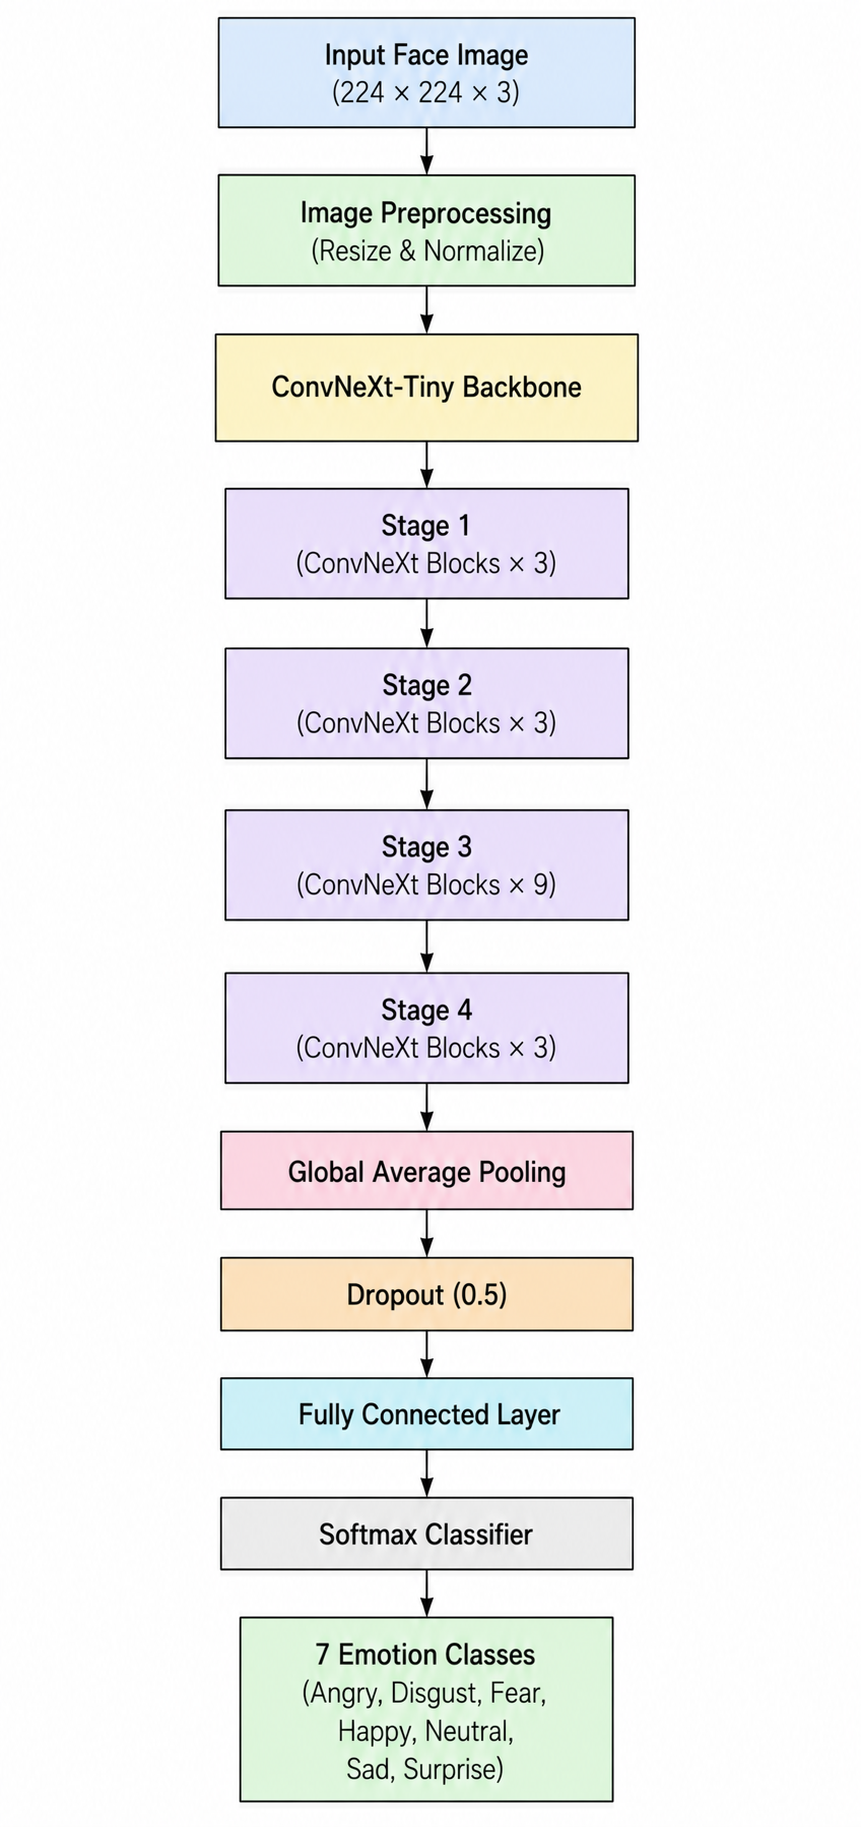 Input Face Image
(224 × 224 × 3)
Image Preprocessing
(Resize & Normalize)
ConvNeXt-Tiny Backbone
Stage 1
(ConvNeXt Blocks × 3)
Stage 2
(ConvNeXt Blocks × 3)
Stage 3
(ConvNeXt Blocks × 9)
Stage 4
(ConvNeXt Blocks × 3)
Global Average Pooling
Dropout (0.5)
Fully Connected Layer
Softmax Classifier
7 Emotion Classes
(Angry, Disgust, Fear,
Happy, Neutral,
Sad, Surprise)